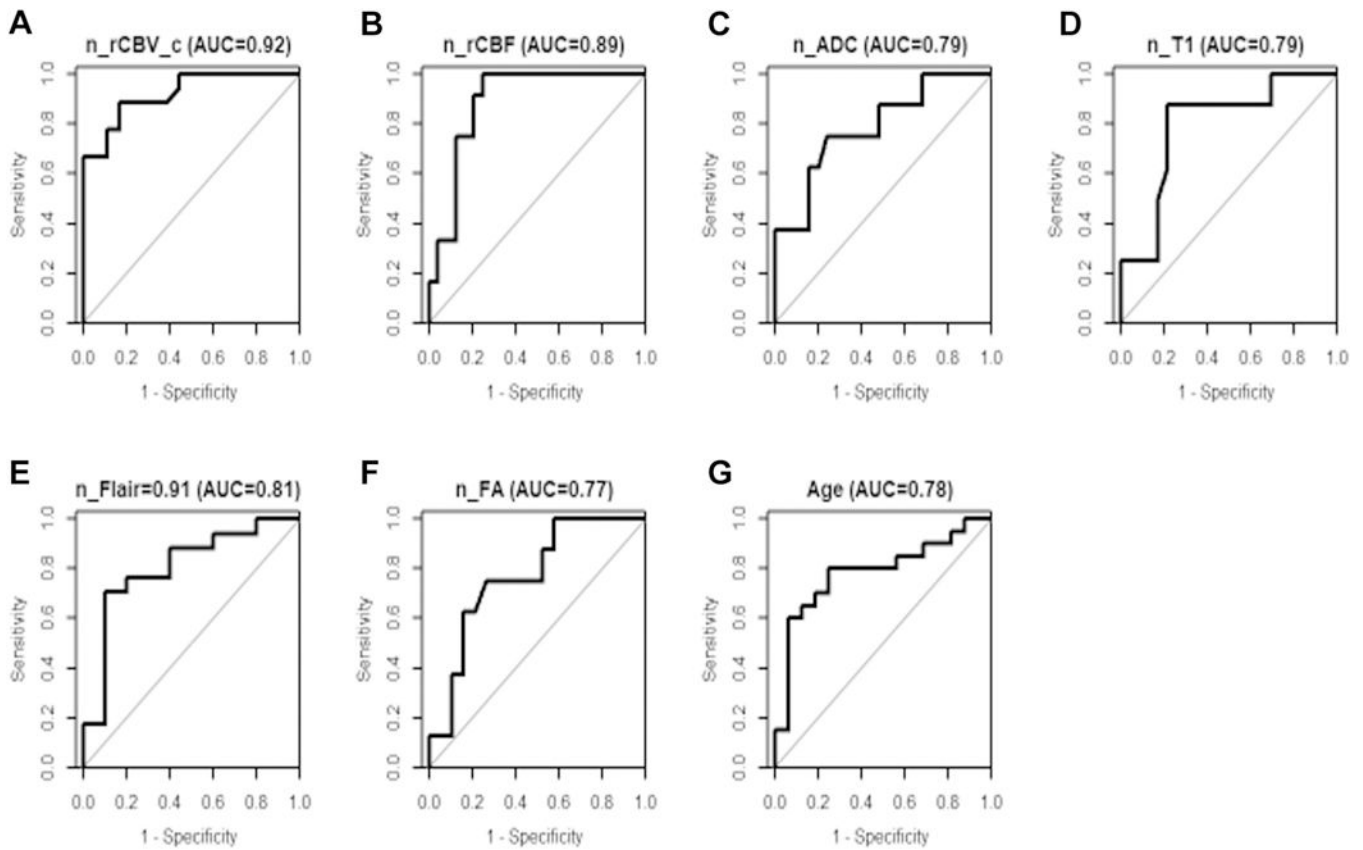 A
n_rCBV_c (AUC=0.92)
Sensitivity
0.0 0.2 0.4 0.6 0.8 1.0
0.0 0.2 0.4 0.6 0.8 1.0
1 - Specificity
B
n_rCBF (AUC=0.89)
Sensitivity
0.0 0.2 0.4 0.6 0.8 1.0
0.0 0.2 0.4 0.6 0.8 1.0
1 - Specificity
C
n_ADC (AUC=0.79)
Sensitivity
0.0 0.2 0.4 0.6 0.8 1.0
0.0 0.2 0.4 0.6 0.8 1.0
1 - Specificity
D
n_T1 (AUC=0.79)
Sensitivity
0.0 0.2 0.4 0.6 0.8 1.0
0.0 0.2 0.4 0.6 0.8 1.0
1 - Specificity
E
n_Flair=0.91 (AUC=0.81)
Sensitivity
0.0 0.2 0.4 0.6 0.8 1.0
0.0 0.2 0.4 0.6 0.8 1.0
1 - Specificity
F
n_FA (AUC=0.77)
Sensitivity
0.0 0.2 0.4 0.6 0.8 1.0
0.0 0.2 0.4 0.6 0.8 1.0
1 - Specificity
G
Age (AUC=0.78)
Sensitivity
0.0 0.2 0.4 0.6 0.8 1.0
0.0 0.2 0.4 0.6 0.8 1.0
1 - Specificity